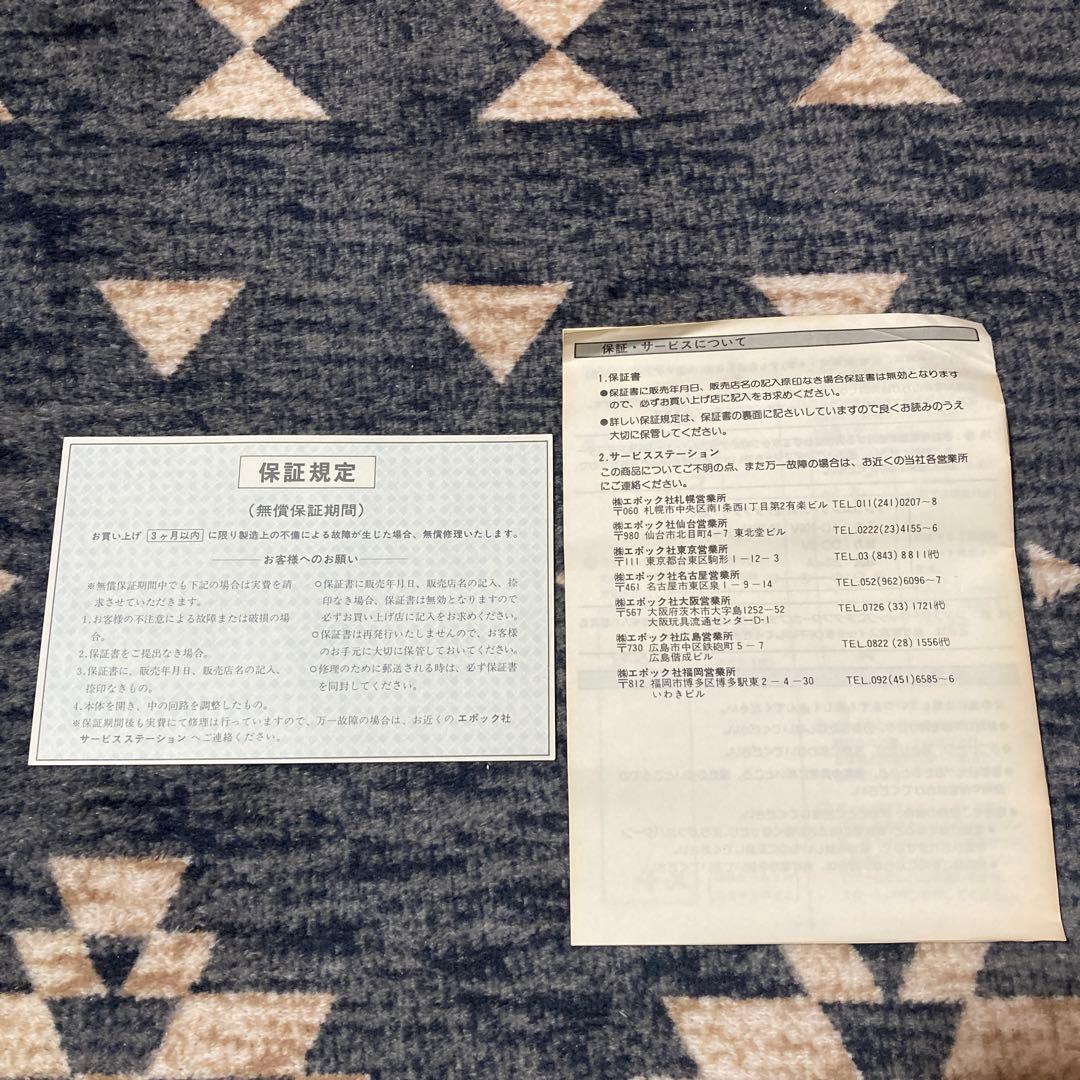 保証規定
(無償保証期間)
お買い上げ 3ヶ月以内 に限り製造上の不備による故障が生じた場合、無償修理いたします。
お客様へのお願い
※無償保証期間中でも下記の場合は実費を請
求させていただきます。
1.お客様の不注意による故障または破損の場
合。
2.保証書をご提出なき場合。
3.保証書に、販売年月日、販売店名の記入、
捺印なきもの。
4.本体を開き、中の回路を調整したもの。
○保証書に販売年月日、販売店名の記入、捺
印なき場合、保証書は無効となりますので
必ずお買い上げ店に記入をお求めください。
○保証書は再発行いたしませんので、お客様
のお手元に大切に保管しておいてください。
○修理のために郵送される時は、必ず保証書
を同封してください。
※保証期間後も実費にて修理は行っていますので、万一故障の場合は、お近くの エポック社
サービスステーション へご連絡ください。
保証・サービスについて
1.保証書
●保証書に販売年月日、販売店名の記入捺印なき場合保証書は無効となります
ので、必ずお買い上げ店に記入をお求めください。
●詳しい保証規定は、保証書の裏面に記さいしていますので良くお読みのうえ
大切に保管してください。
2.サービスステーション
この商品についてご不明の点、また万一故障の場合は、お近くの当社各営業所
にご連絡ください。
㈱エポック社札幌営業所
〒060 札幌市中央区南1条西1丁目第2有楽ビル TEL.011(241)0207~8
㈱エポック社仙台営業所
〒980 仙台市北目町4-7 東北堂ビル TEL.0222(23)4155~6
㈱エポック社東京営業所
〒111 東京都台東区駒形1-12-3 TEL.03(843)8811㈹
㈱エポック社名古屋営業所
〒461 名古屋市東区泉1-9-14 TEL.052(962)6096~7
㈱エポック社大阪営業所
〒567 大阪府茨木市大字島1252-52 TEL.0726(33)1721㈹
大阪玩具流通センターD-1
㈱エポック社広島営業所
〒730 広島市中区鉄砲町5-7 TEL.0822(28)1556㈹
広島偕成ビル
㈱エポック社福岡営業所
〒812 福岡市博多区博多駅東2-4-30 TEL.092(451)6585~6
いわきビル